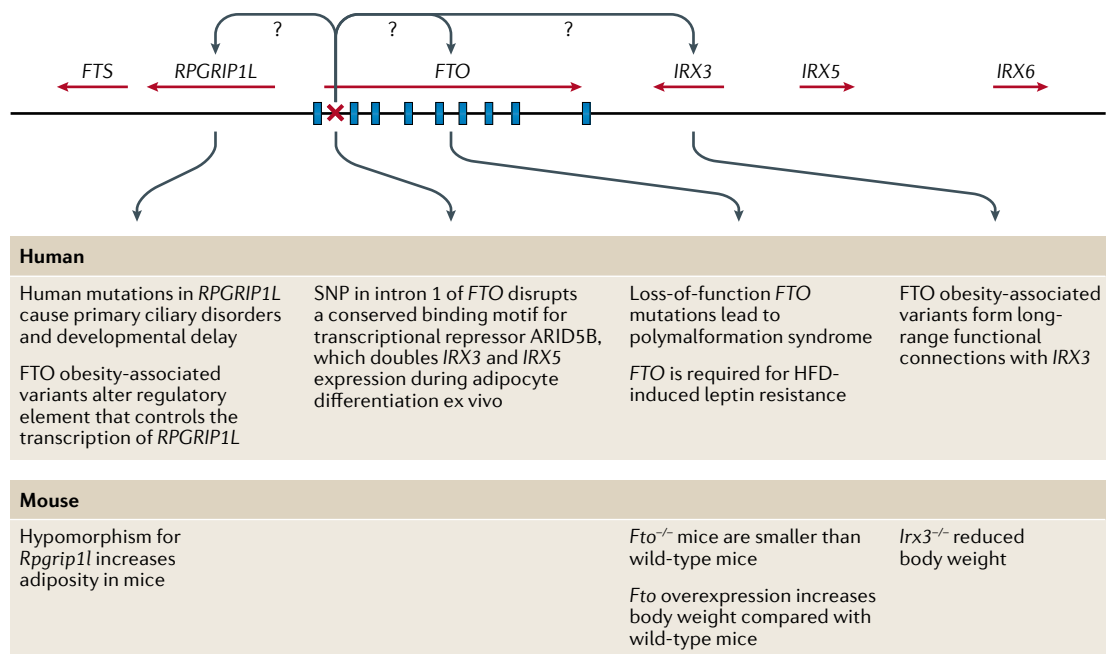 ? ? ?
FTS RPGRIP1L FTO IRX3 IRX5 IRX6
Human
Human mutations in RPGRIP1L
cause primary ciliary disorders
and developmental delay
FTO obesity-associated
variants alter regulatory
element that controls the
transcription of RPGRIP1L
SNP in intron 1 of FTO disrupts
a conserved binding motif for
transcriptional repressor ARID5B,
which doubles IRX3 and IRX5
expression during adipocyte
differentiation ex vivo
Loss-of-function FTO
mutations lead to
polymalformation syndrome
FTO is required for HFD-
induced leptin resistance
FTO obesity-associated
variants form long-
range functional
connections with IRX3
Mouse
Hypomorphism for
Rpgrip1l increases
adiposity in mice
Fto–/– mice are smaller than
wild-type mice
Fto overexpression increases
body weight compared with
wild-type mice
Irx3–/– reduced
body weight